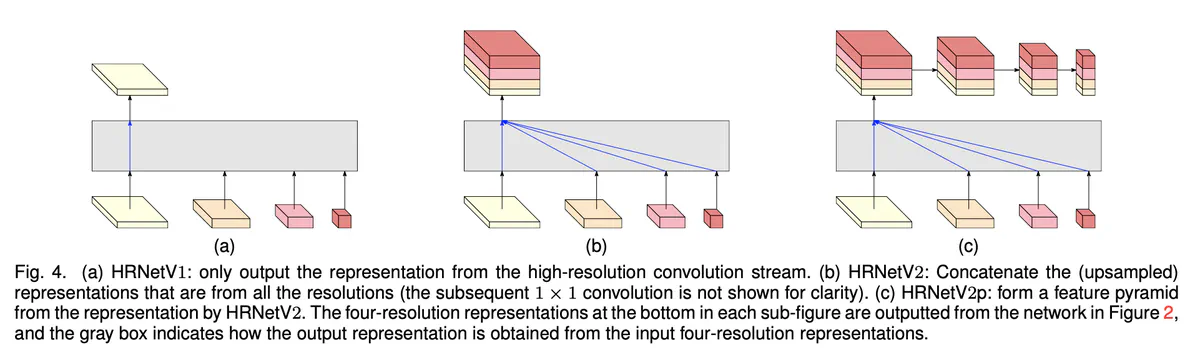 (a)
(b)
(c)
Fig. 4. (a) HRNetV1: only output the representation from the high-resolution convolution stream. (b) HRNetV2: Concatenate the (upsampled)
representations that are from all the resolutions (the subsequent 1 × 1 convolution is not shown for clarity). (c) HRNetV2p: form a feature pyramid
from the representation by HRNetV2. The four-resolution representations at the bottom in each sub-figure are outputted from the network in Figure 2,
and the gray box indicates how the output representation is obtained from the input four-resolution representations.